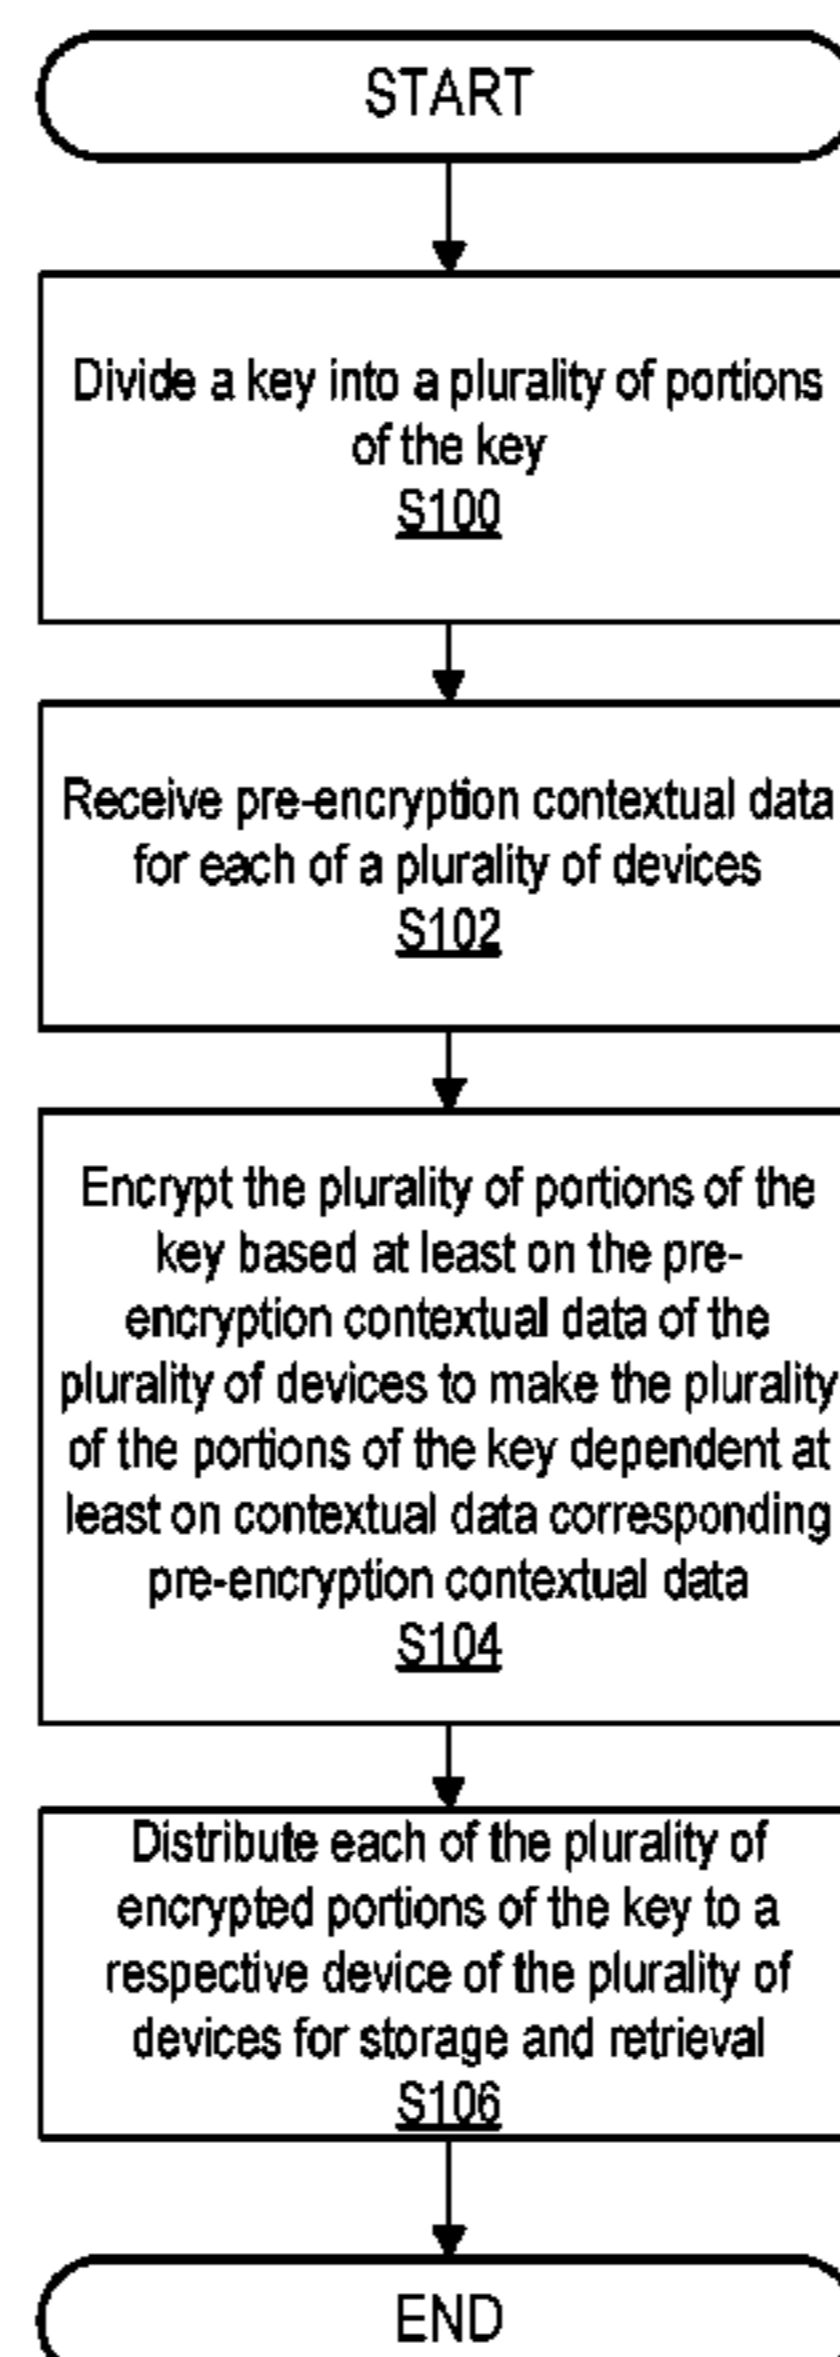 START
Divide a key into a plurality of portions
of the key
S100
Receive pre-encryption contextual data
for each of a plurality of devices
S102
Encrypt the plurality of portions of the
key based at least on the pre-
encryption contextual data of the
plurality of devices to make the plurality
of the portions of the key dependent at
least on contextual data corresponding
pre-encryption contextual data
S104
Distribute each of the plurality of
encrypted portions of the key to a
respective device of the plurality of
devices for storage and retrieval
S106
END